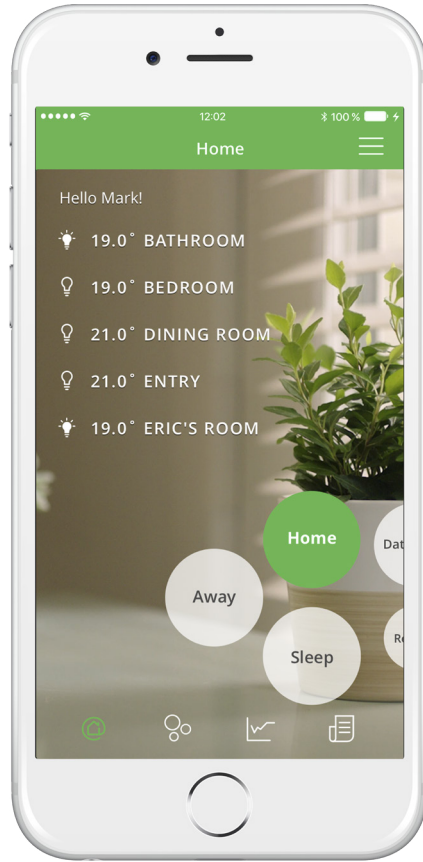 12:02
100 %
Home
Hello Mark!
19.0° BATHROOM
19.0° BEDROOM
21.0° DINING ROOM
21.0° ENTRY
19.0° ERIC'S ROOM
Home
Dat
Away
Sleep